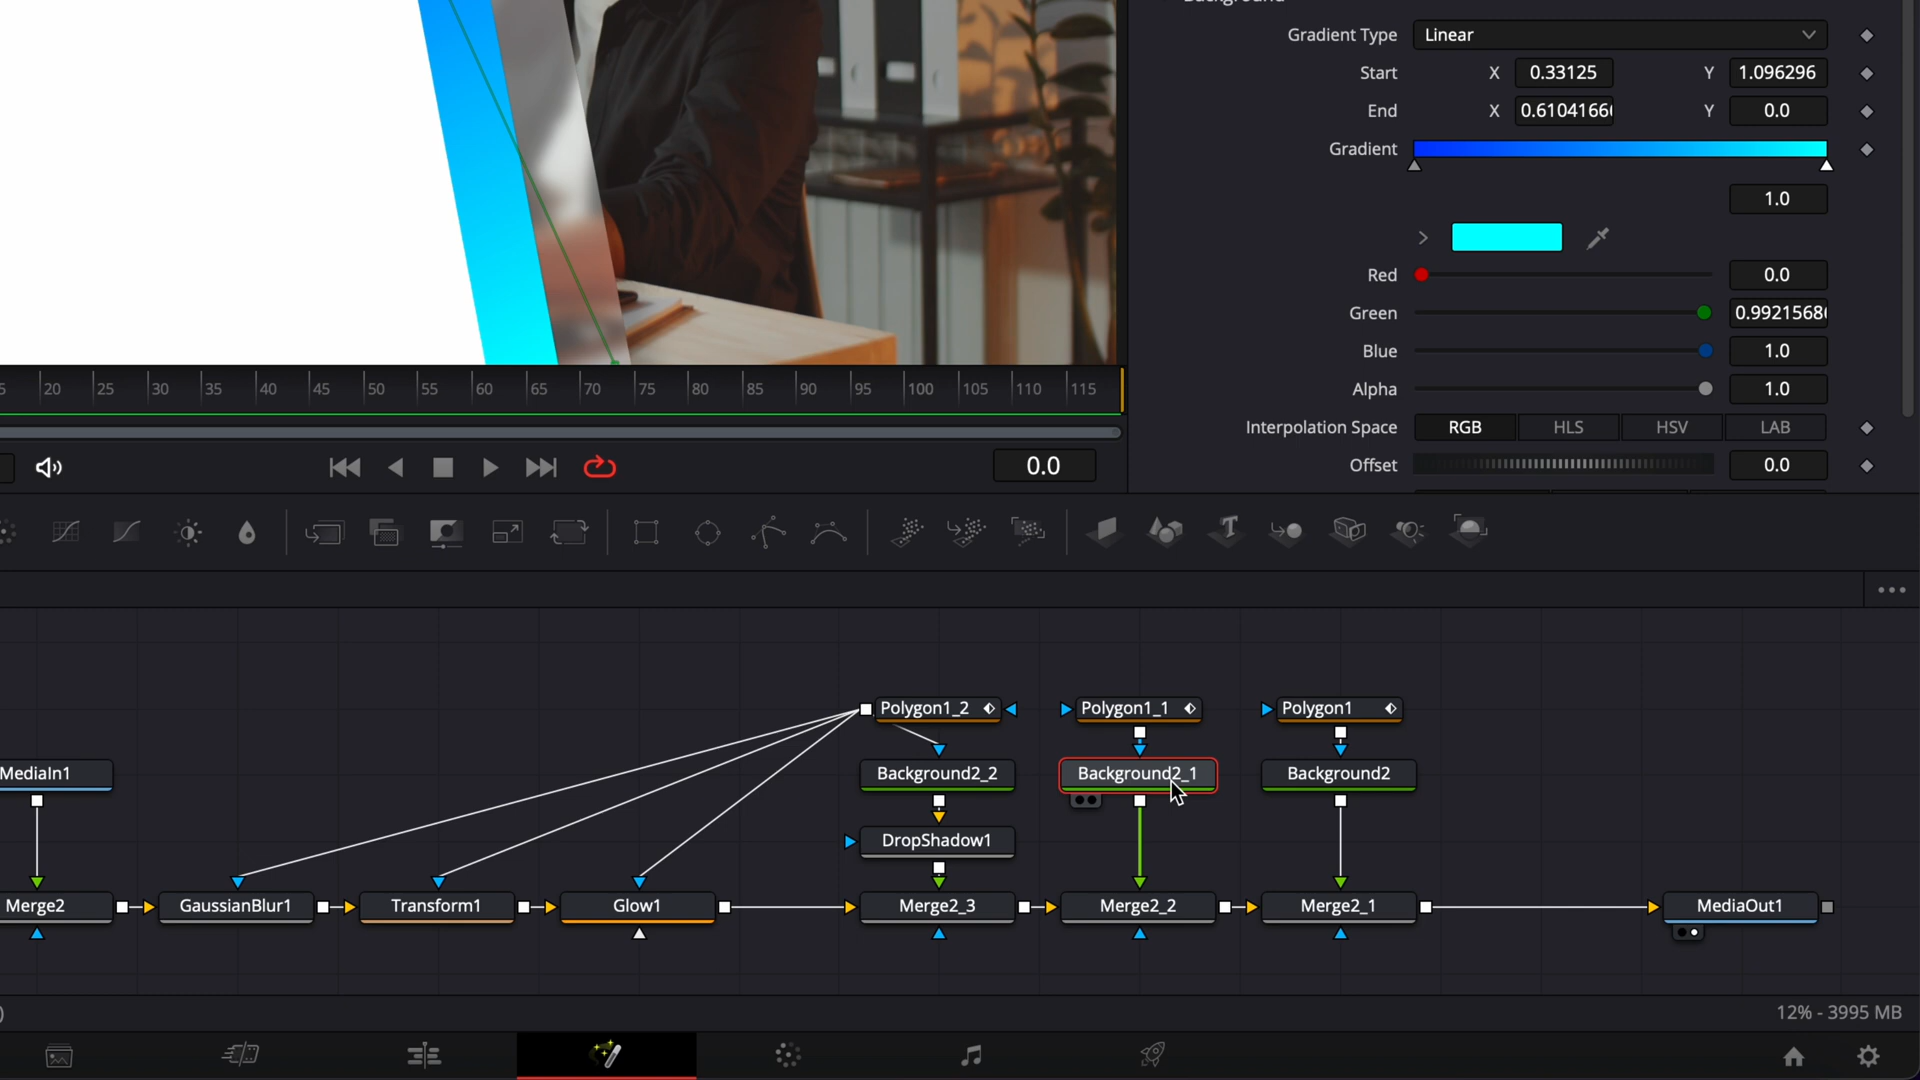 Background
Gradient Type Linear
Start X 0.33125 Y 1.096296
End X 0.6104166 Y 0.0
Gradient
1.0
Red 0.0
Green 0.9921568
Blue 1.0
Alpha 1.0
Interpolation Space RGB HLS HSV LAB
Offset 0.0
5 20 25 30 35 40 45 50 55 60 65 70 75 80 85 90 95 100 105 110 115
0.0
Polygon1_2 Polygon1_1 Polygon1
MediaIn1 Background2_2 Background2_1 Background2
DropShadow1
Merge2 GaussianBlur1 Transform1 Glow1 Merge2_3 Merge2_2 Merge2_1 MediaOut1
12% - 3995 MB